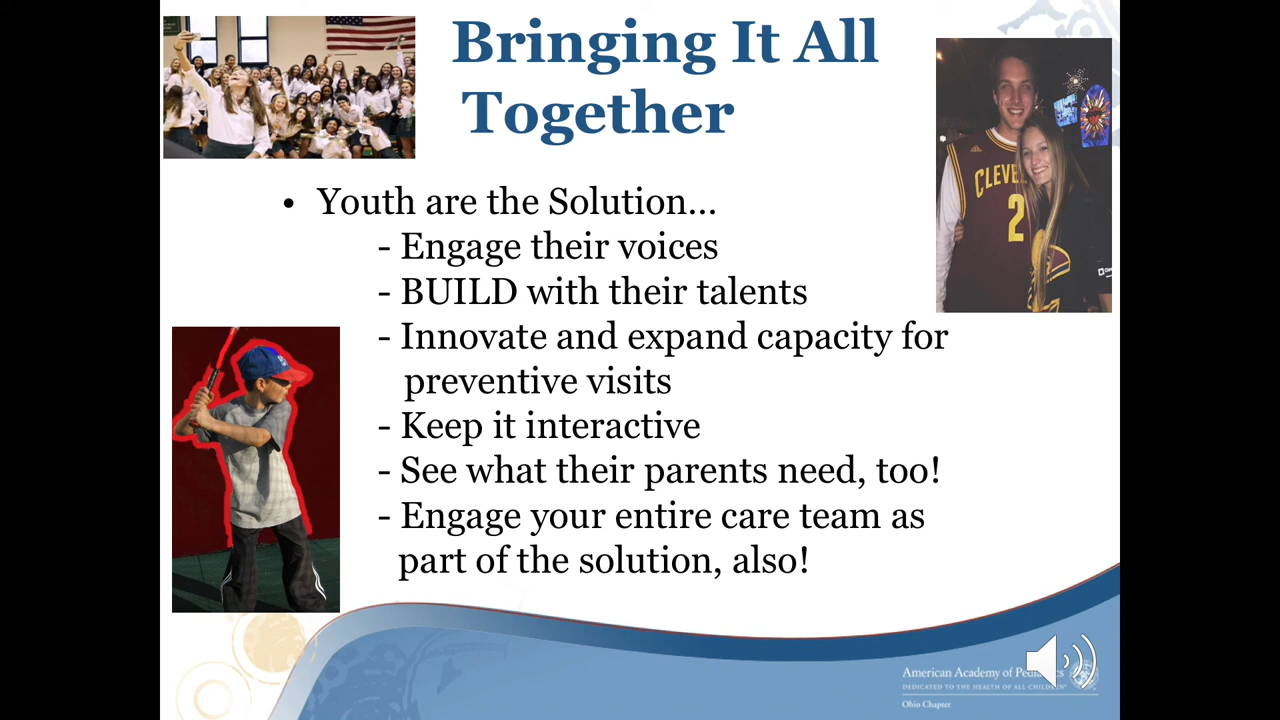 Bringing It All
Together
CLEVE
2
• Youth are the Solution…
- Engage their voices
- BUILD with their talents
- Innovate and expand capacity for
preventive visits
- Keep it interactive
- See what their parents need, too!
- Engage your entire care team as
part of the solution, also!
American Academy of
DEDICATED TO THE HEALTH OF ALL
Ohio Chapter